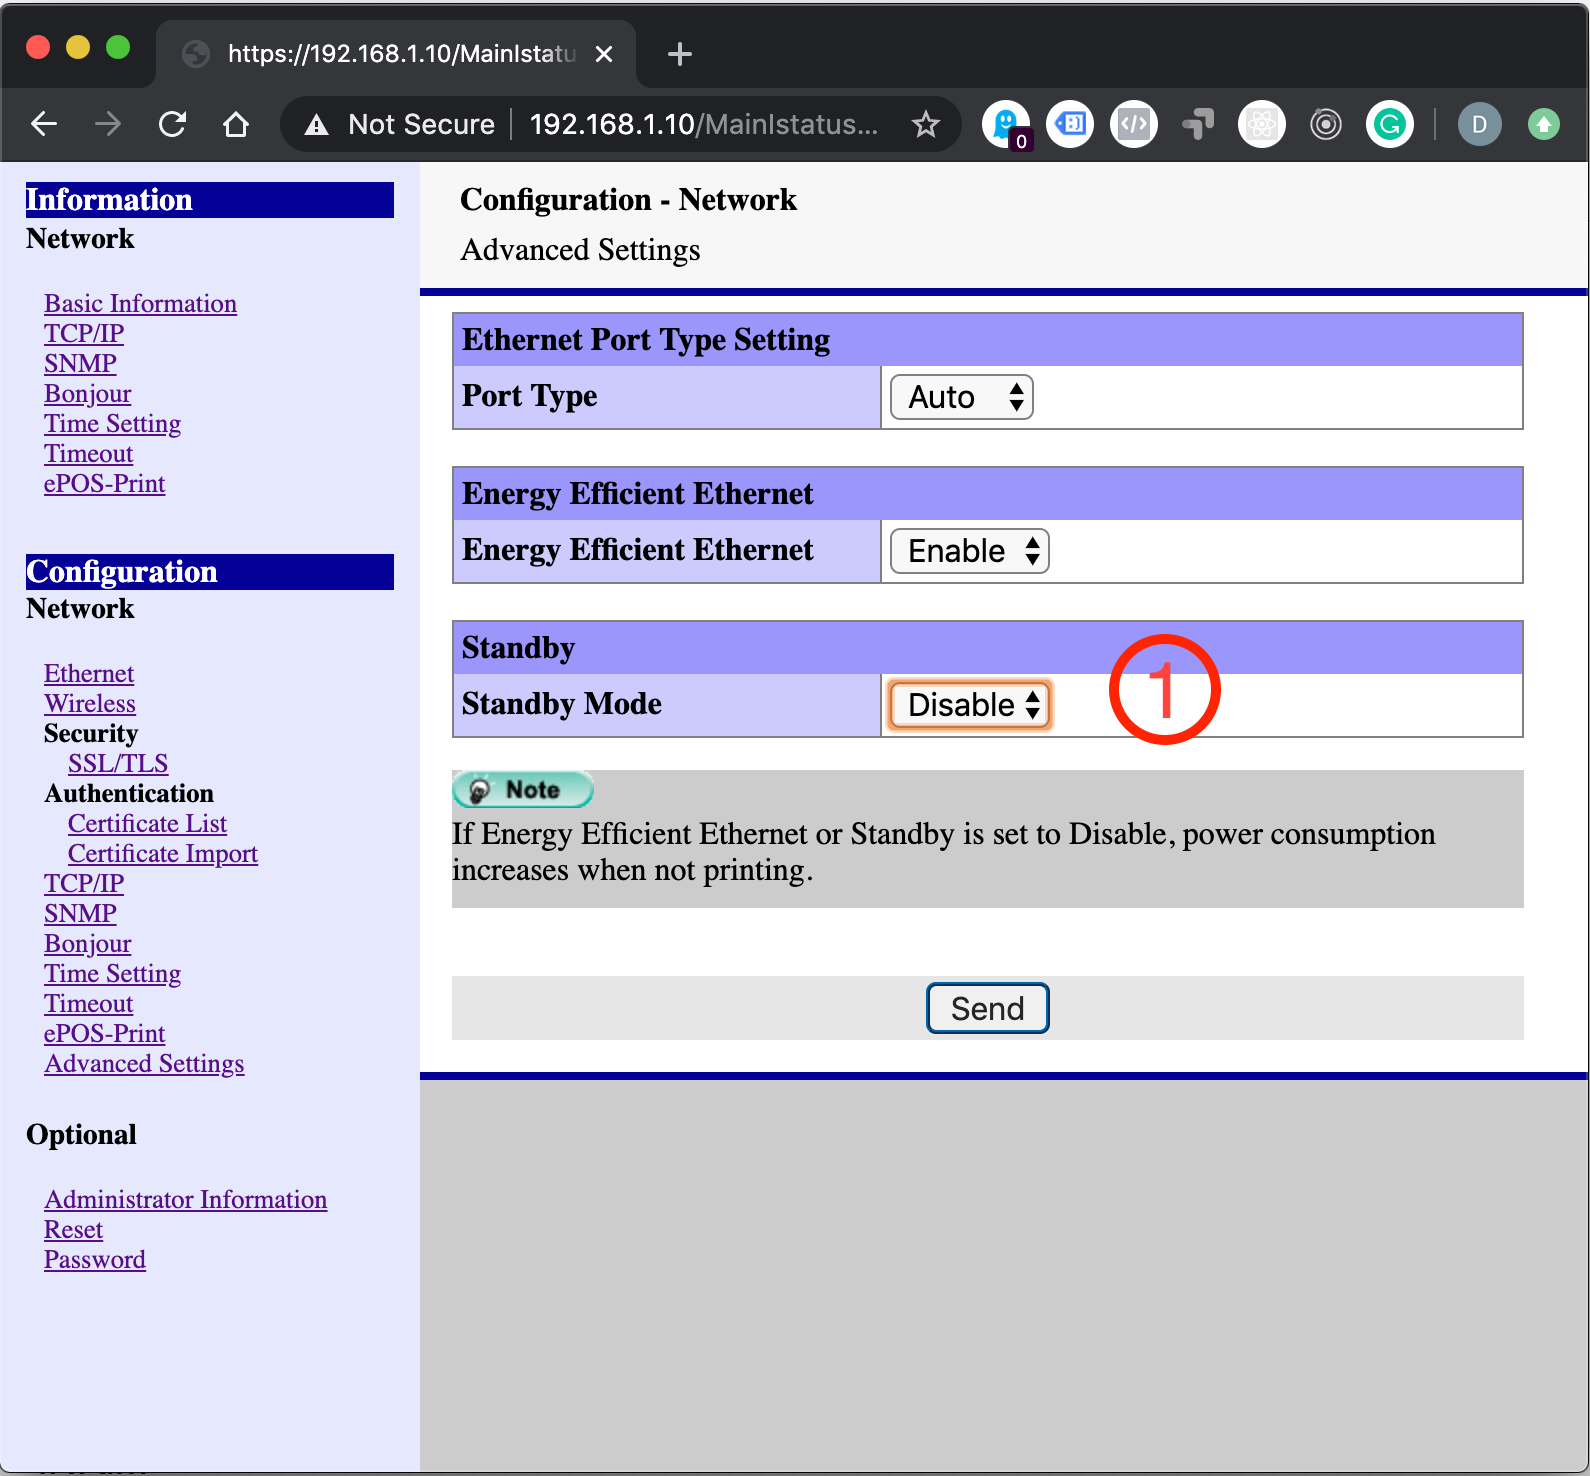 https://192.168.1.10/MainIstatu
Not Secure
192.168.1.10/MainIstatus...
0
D
Information
Network
Basic Information
TCP/IP
SNMP
Bonjour
Time Setting
Timeout
ePOS-Print
Configuration
Network
Ethernet
Wireless
Security
SSL/TLS
Authentication
Certificate List
Certificate Import
TCP/IP
SNMP
Bonjour
Time Setting
Timeout
ePOS-Print
Advanced Settings
Optional
Administrator Information
Reset
Password
Configuration - Network
Advanced Settings
Ethernet Port Type Setting
Port Type Auto
Energy Efficient Ethernet
Energy Efficient Ethernet Enable
Standby
Standby Mode Disable
1
Note
If Energy Efficient Ethernet or Standby is set to Disable, power consumption
increases when not printing.
Send